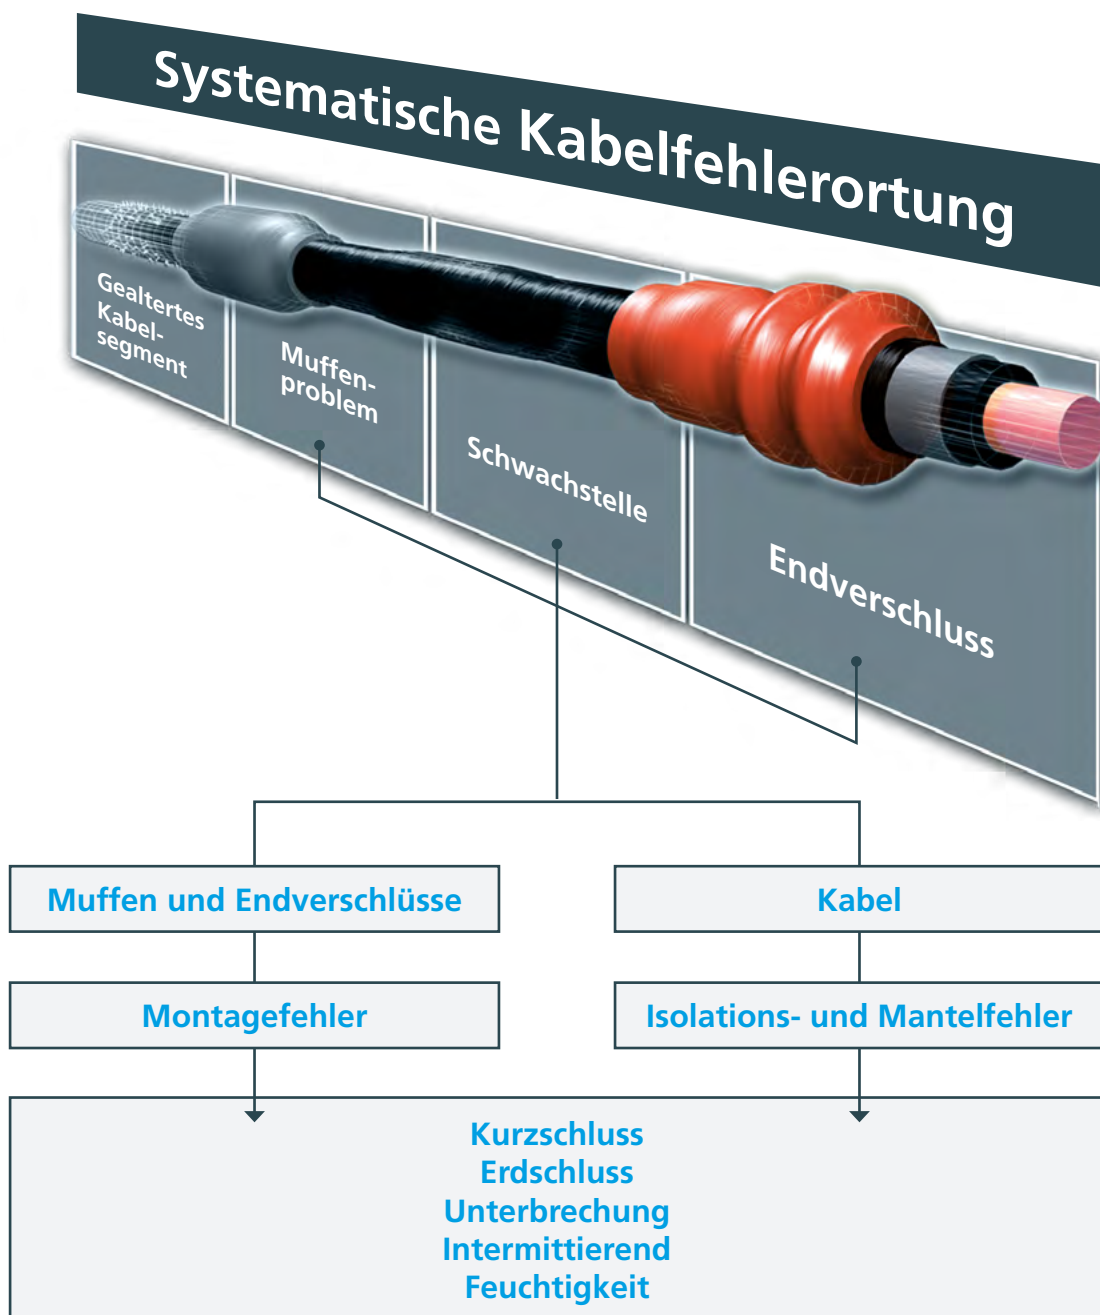 Systematische Kabelfehlerortung
Gealtertes
Kabel-
segment
Muffen-
problem
Schwachstelle
Endverschluss
Muffen und Endverschlüsse
Kabel
Montagefehler
Isolations- und Mantelfehler
Kurzschluss
Erdschluss
Unterbrechung
Intermittierend
Feuchtigkeit